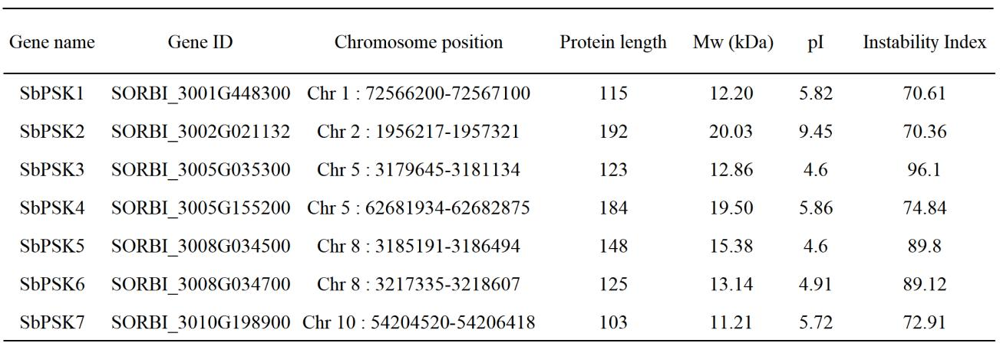 Gene name Gene ID Chromosome position Protein length Mw (kDa) pI Instability Index
SbPSK1 SORBI_3001G448300 Chr 1 : 72566200-72567100 115 12.20 5.82 70.61
SbPSK2 SORBI_3002G021132 Chr 2 : 1956217-1957321 192 20.03 9.45 70.36
SbPSK3 SORBI_3005G035300 Chr 5 : 3179645-3181134 123 12.86 4.6 96.1
SbPSK4 SORBI_3005G155200 Chr 5 : 62681934-62682875 184 19.50 5.86 74.84
SbPSK5 SORBI_3008G034500 Chr 8 : 3185191-3186494 148 15.38 4.6 89.8
SbPSK6 SORBI_3008G034700 Chr 8 : 3217335-3218607 125 13.14 4.91 89.12
SbPSK7 SORBI_3010G198900 Chr 10 : 54204520-54206418 103 11.21 5.72 72.91